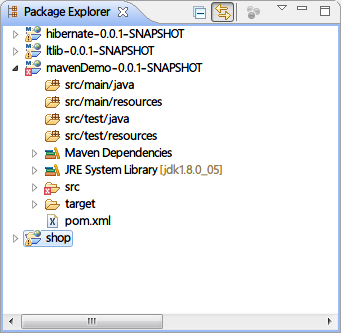 Package Explorer
hibernate-0.0.1-SNAPSHOT
ltlib-0.0.1-SNAPSHOT
mavenDemo-0.0.1-SNAPSHOT
src/main/java
src/main/resources
src/test/java
src/test/resources
Maven Dependencies
JRE System Library [jdk1.8.0_05]
src
target
pom.xml
shop